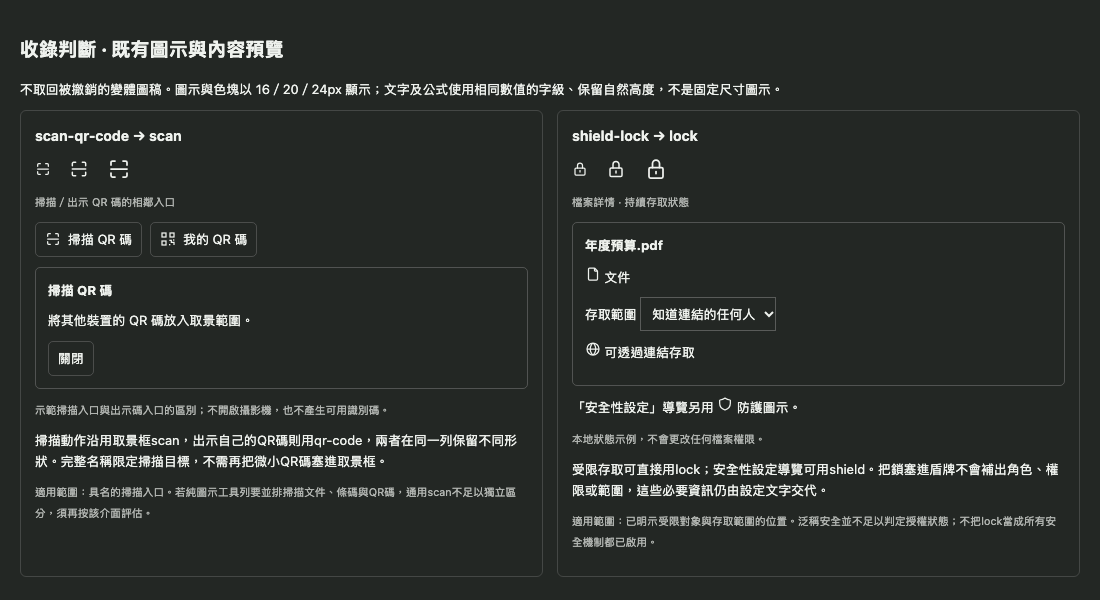 收錄判斷 · 既有圖示與內容預覽
不取回被撤銷的變體圖稿。圖示與色塊以 16 / 20 / 24px 顯示；文字及公式使用相同數值的字級、保留自然高度，不是固定尺寸圖示。
scan-qr-code → scan
掃描 / 出示 QR 碼的相鄰入口
掃描 QR 碼
我的 QR 碼
掃描 QR 碼
將其他裝置的 QR 碼放入取景範圍。
關閉
示範掃描入口與出示碼入口的區別；不開啟攝影機，也不產生可用識別碼。
掃描動作沿用取景框scan，出示自己的QR碼則用qr-code，兩者在同一列保留不同形
狀。完整名稱限定掃描目標，不需再把微小QR碼塞進取景框。
適用範圍：具名的掃描入口。若純圖示工具列要並排掃描文件、條碼與QR碼，通用scan不足以獨立區
分，須再按該介面評估。
shield-lock → lock
檔案詳情 · 持續存取狀態
年度預算.pdf
文件
存取範圍 知道連結的任何人
可透過連結存取
「安全性設定」導覽另用 防護圖示。
本地狀態示例，不會更改任何檔案權限。
受限存取可直接用lock；安全性設定導覽可用shield。把鎖塞進盾牌不會補出角色、權
限或範圍，這些必要資訊仍由設定文字交代。
適用範圍：已明示受限對象與存取範圍的位置。泛稱安全並不足以判定授權狀態；不把lock當成所有安
全機制都已啟用。